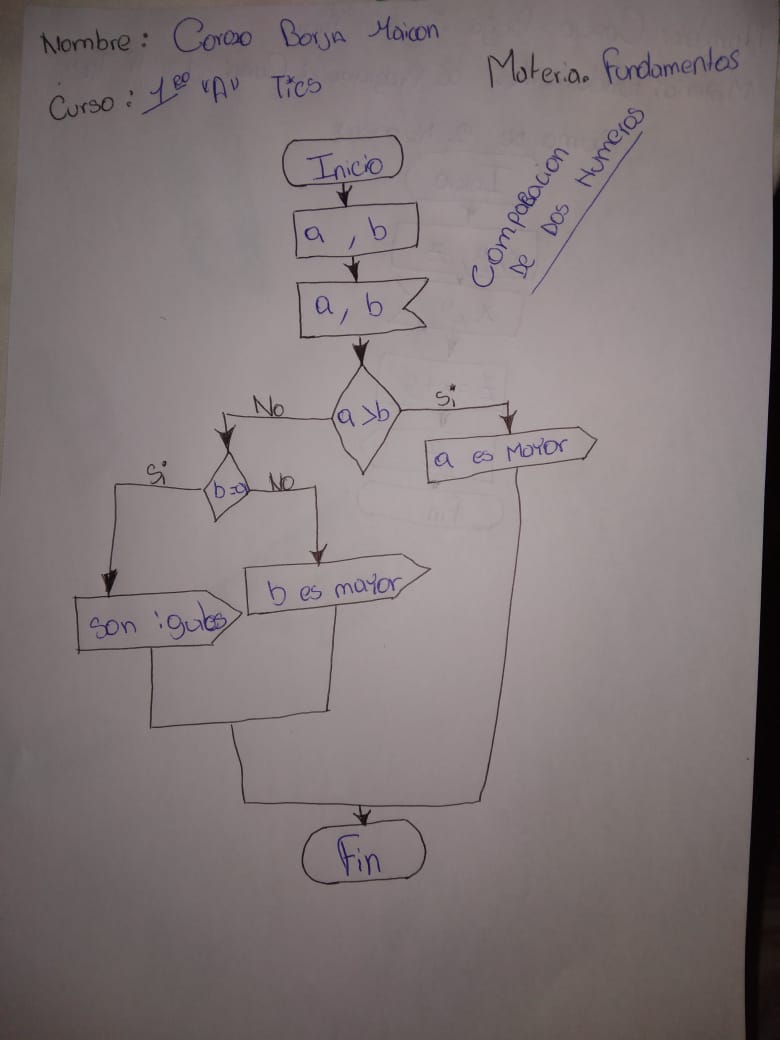 Nombre: Corozo Borja Maicon
Materia. Fundamentos
Curso: 1ero "A" Tics
Comparacion
De Dos Numeros
Inicio
a, b
a, b
a>b
No
Si
a es Mayor
b=a
Si
No
b es mayor
son iguales
Fin